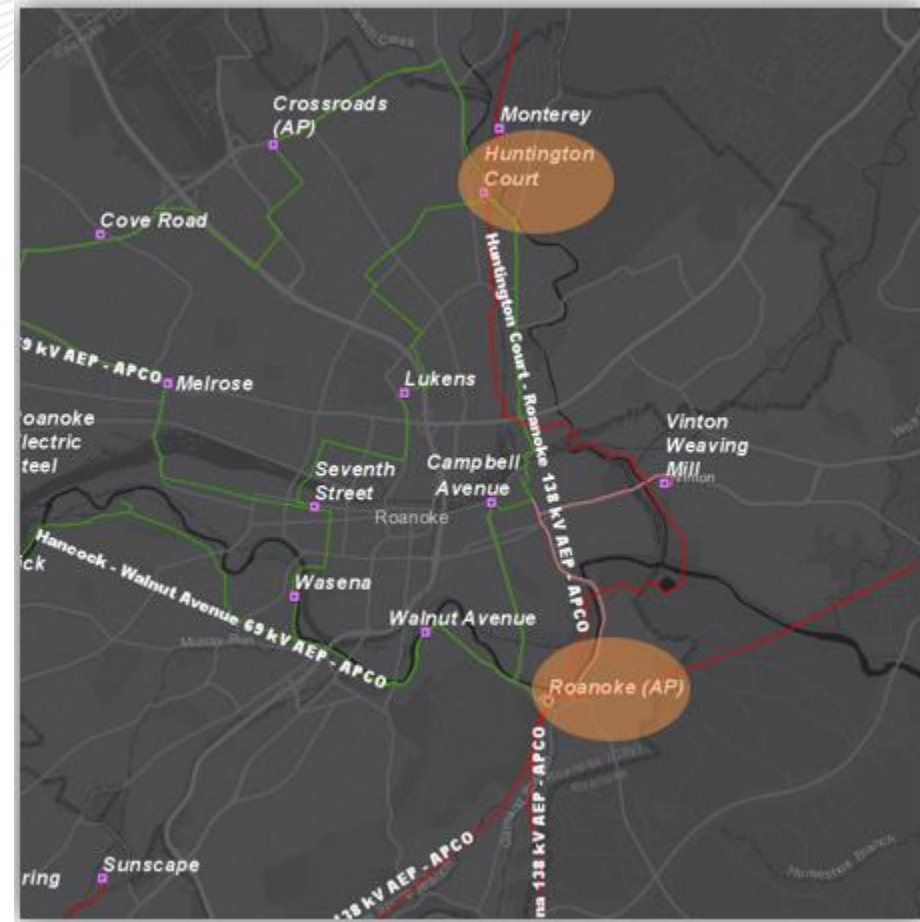 Crossroads
(AP)
Monterey
Huntington
Court
Cove Road
Huntington Court - Roanoke 138 kV AEP - APCO
9 kV AEP - APCO
Melrose
Lukens
oanoke
lectric
teel
Vinton
Weaving
Mill
Seventh
Street
Campbell
Avenue
Roanoke
ick
Hancock - Walnut Avenue 69 kV AEP - APCO
Wasena
Walnut Avenue
Roanoke (AP)
na 138 kV AEP - APCO
138 kV AEP - APCO
ring
Sunscape